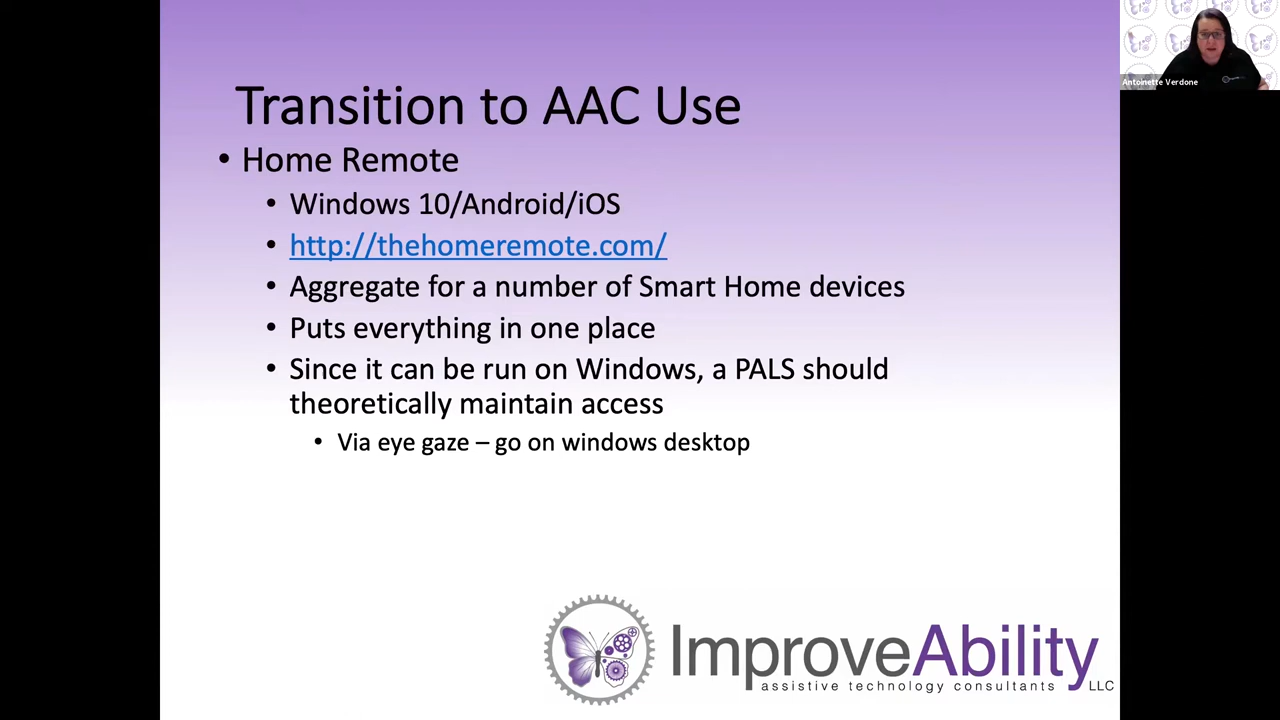 Antoinette Verdone
Transition to AAC Use
• Home Remote
• Windows 10/Android/iOS
• http://thehomeremote.com/
• Aggregate for a number of Smart Home devices
• Puts everything in one place
• Since it can be run on Windows, a PALS should
theoretically maintain access
• Via eye gaze – go on windows desktop
ImproveAbility
assistive technology consultants LLC